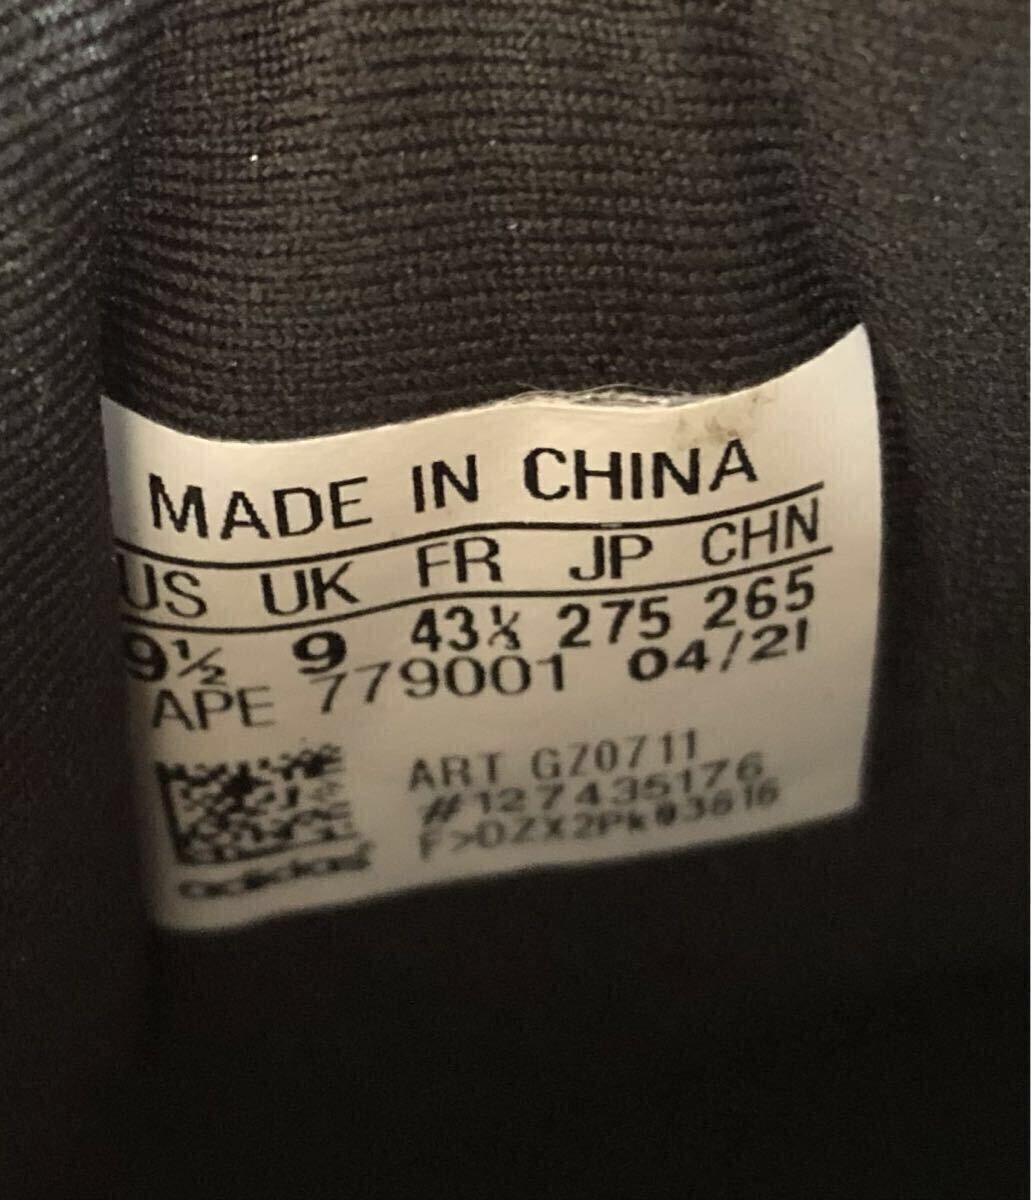 MADE IN CHINA
US UK FR JP CHN
9½ 9 43⅓ 275 265
APE 779001 04/21
ART GZ0711
#127435176
F>OZX2Pk03616
adidas